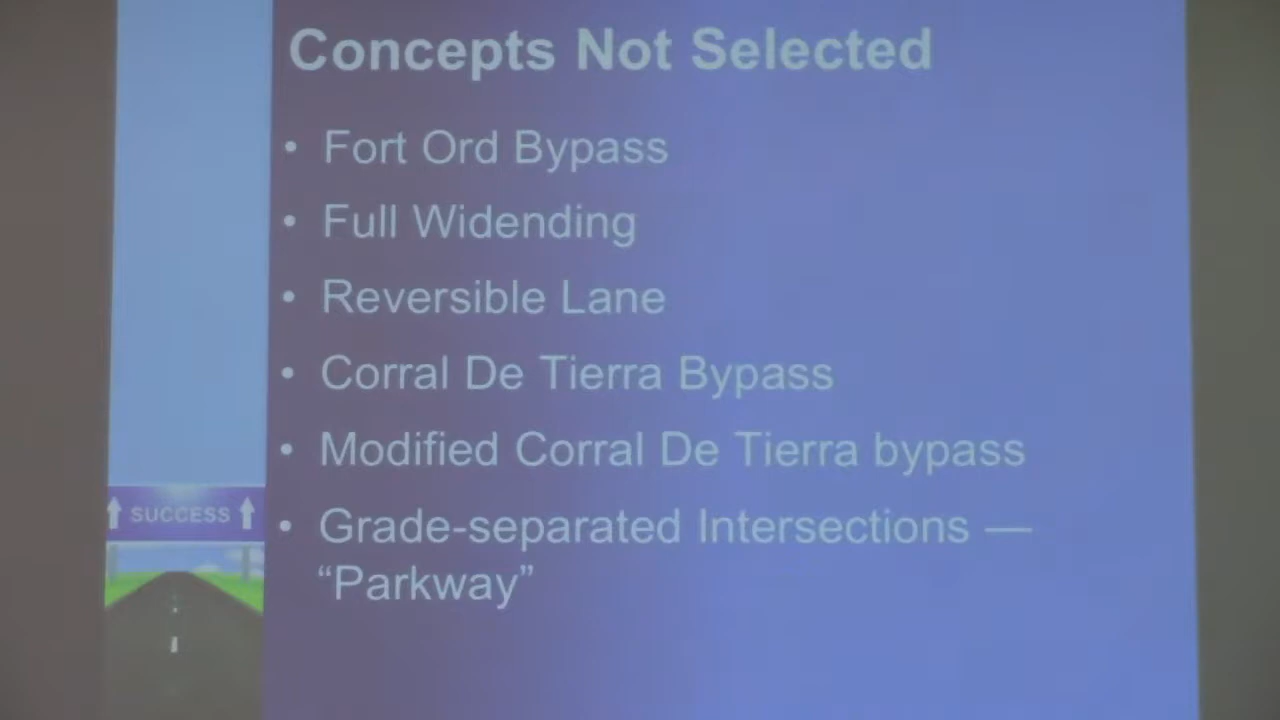 Concepts Not Selected
• Fort Ord Bypass
• Full Widending
• Reversible Lane
• Corral De Tierra Bypass
• Modified Corral De Tierra bypass
• Grade-separated Intersections —
“Parkway”
SUCCESS